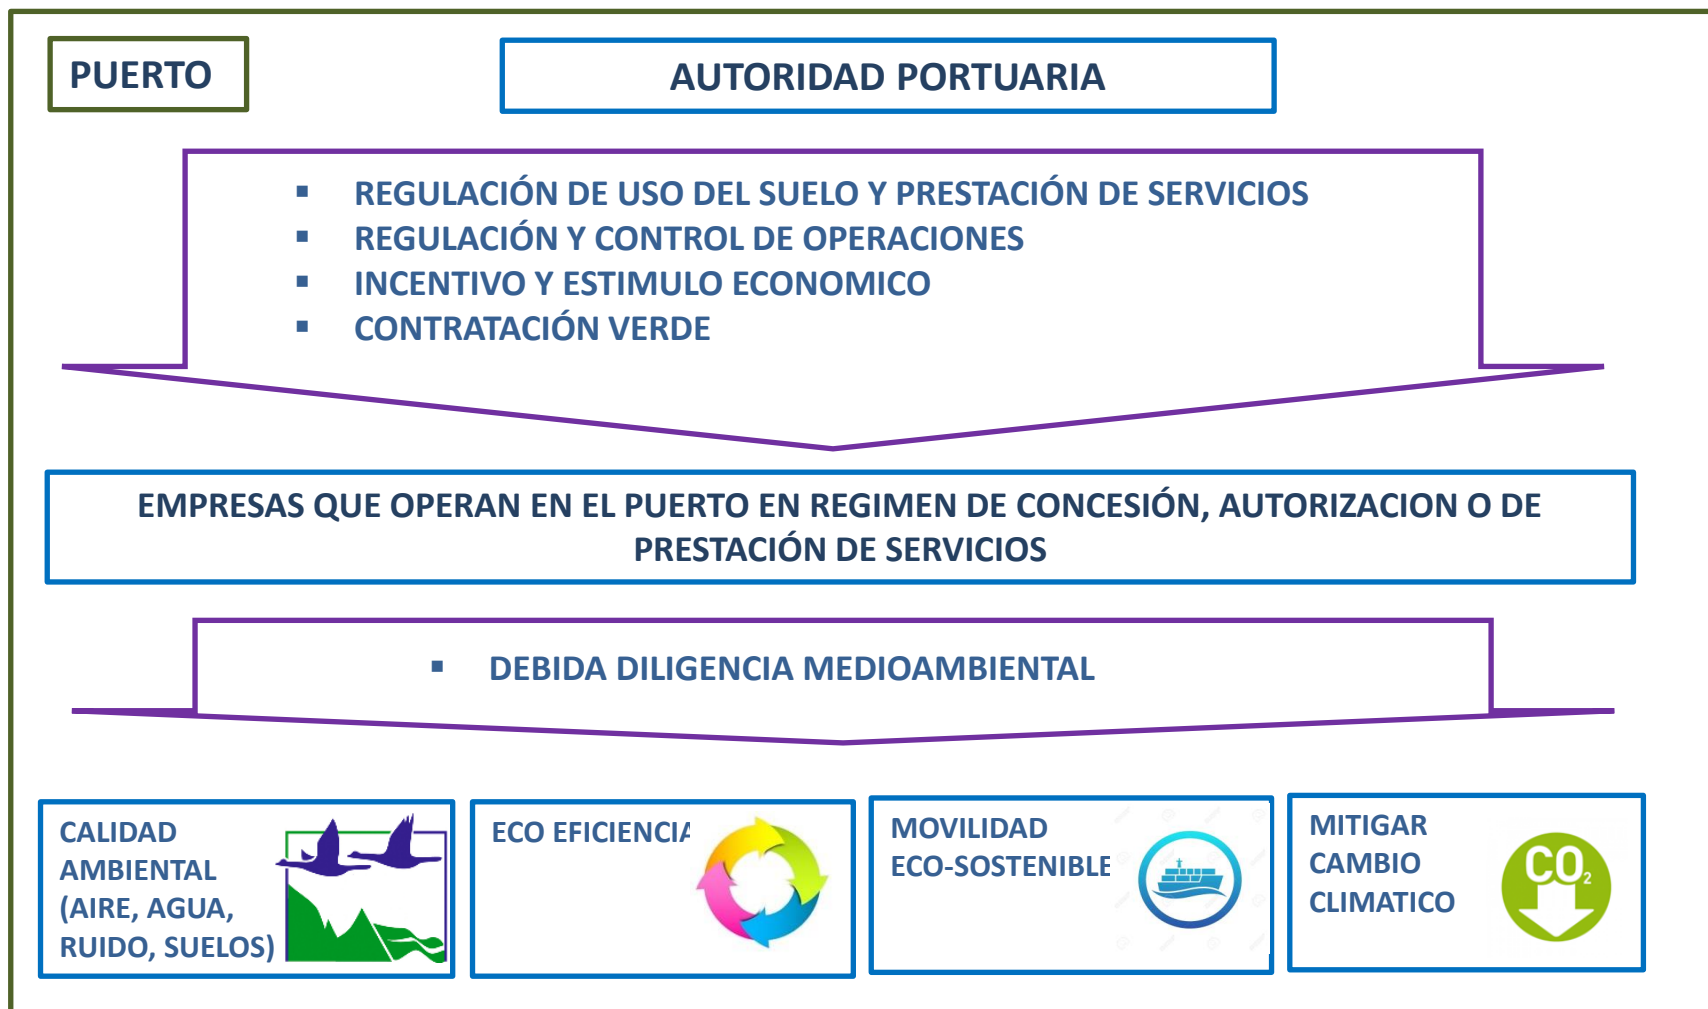 PUERTO
AUTORIDAD PORTUARIA
▪ REGULACIÓN DE USO DEL SUELO Y PRESTACIÓN DE SERVICIOS
▪ REGULACIÓN Y CONTROL DE OPERACIONES
▪ INCENTIVO Y ESTIMULO ECONOMICO
▪ CONTRATACIÓN VERDE
EMPRESAS QUE OPERAN EN EL PUERTO EN REGIMEN DE CONCESIÓN, AUTORIZACION O DE
PRESTACIÓN DE SERVICIOS
▪ DEBIDA DILIGENCIA MEDIOAMBIENTAL
CALIDAD
AMBIENTAL
(AIRE, AGUA,
RUIDO, SUELOS)
ECO EFICIENCIA
MOVILIDAD
ECO-SOSTENIBLE
MITIGAR
CAMBIO
CLIMATICO
CO₂